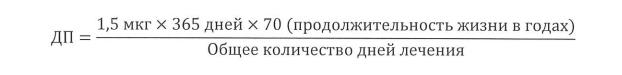 ДП = 1,5 мкг × 365 дней × 70 (продолжительность жизни в годах)
Общее количество дней лечения